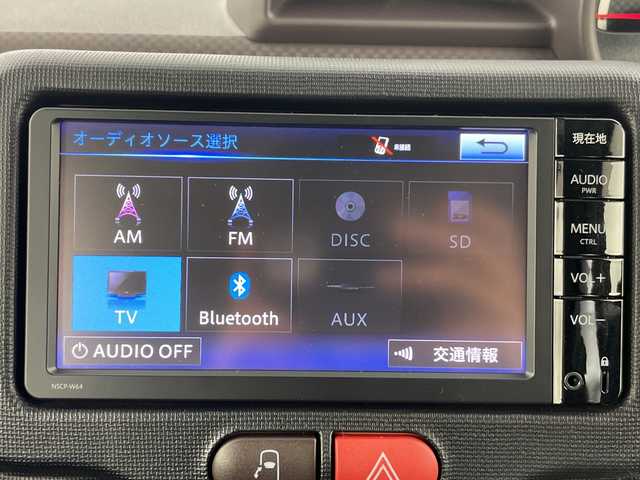 オーディオソース選択 未接続
AM FM DISC SD
TV Bluetooth AUX
AUDIO OFF 交通情報
NSCP-W64
現在地
AUDIO
PWR
MENU
CTRL
VOL+
VOL−